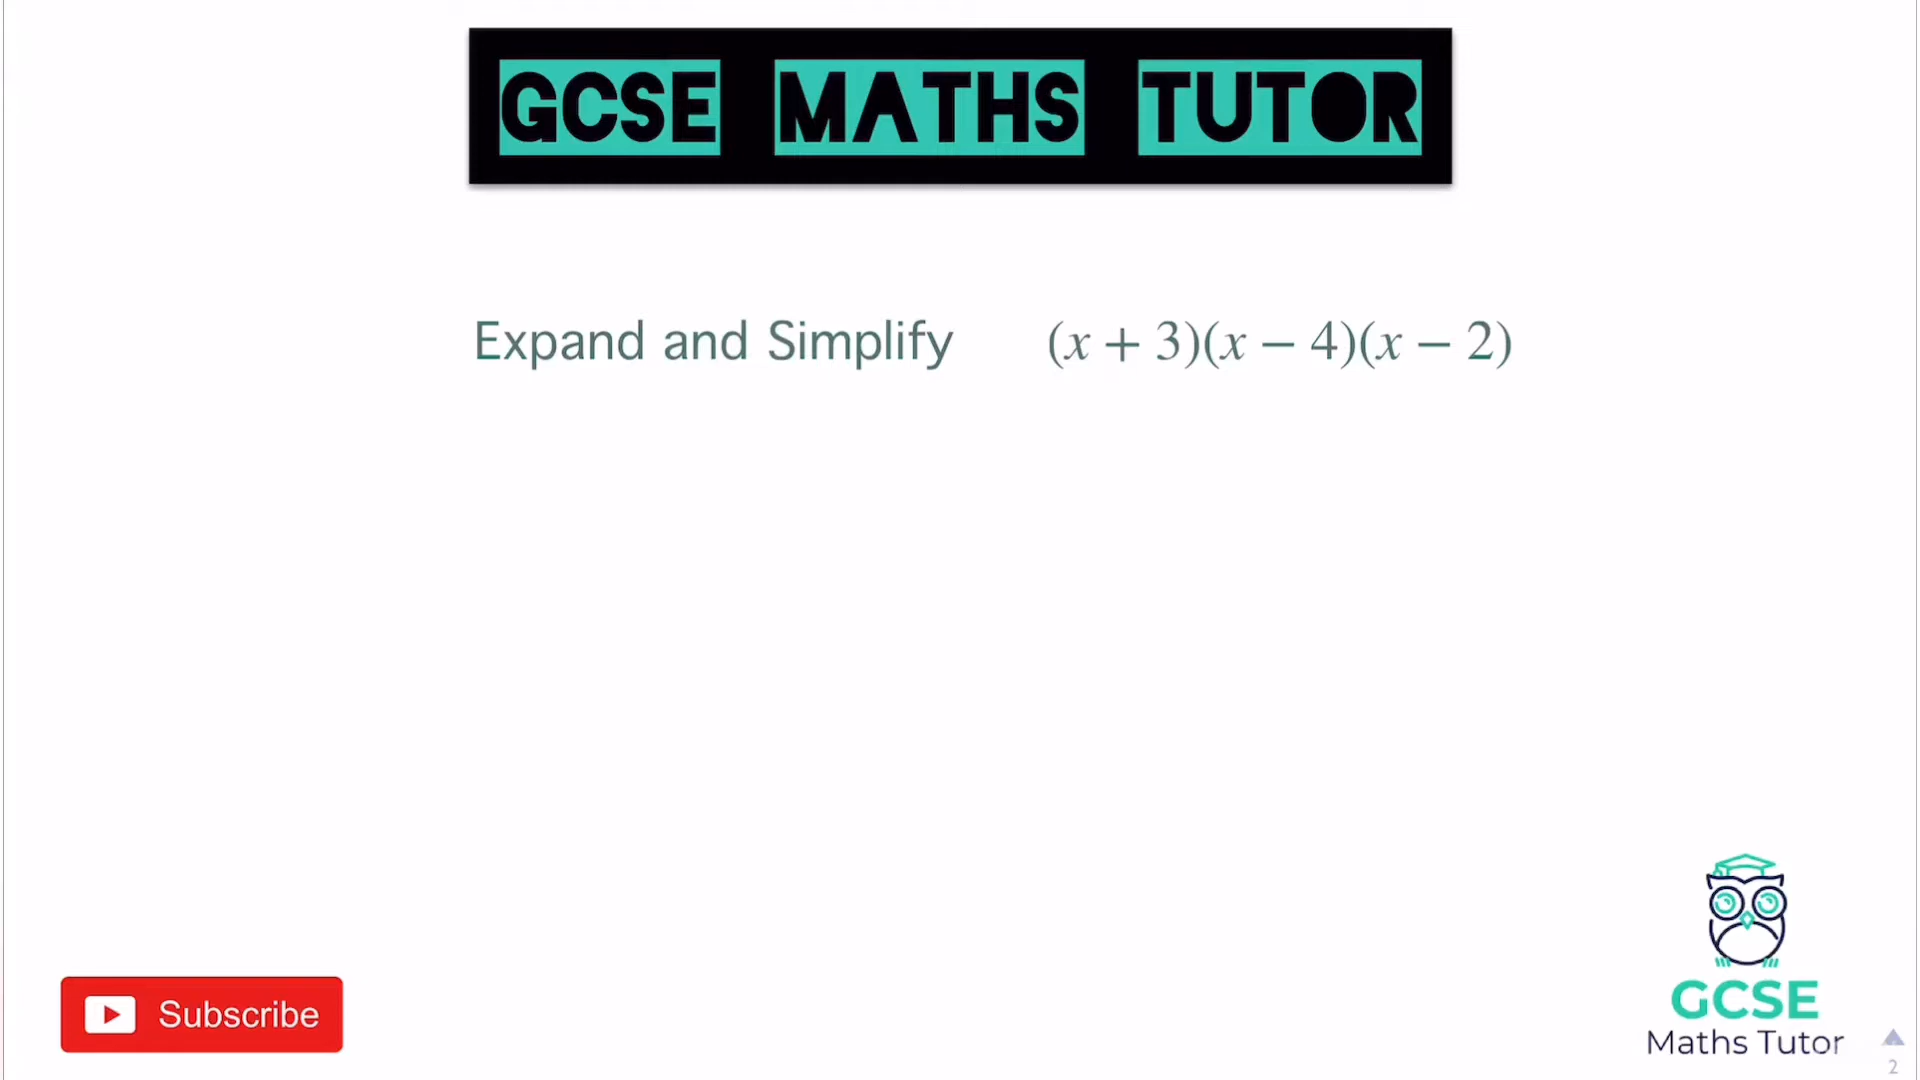 GCSE MATHS TUTOR
Expand and Simplify (x + 3)(x − 4)(x − 2)
Subscribe
GCSE
Maths Tutor
2